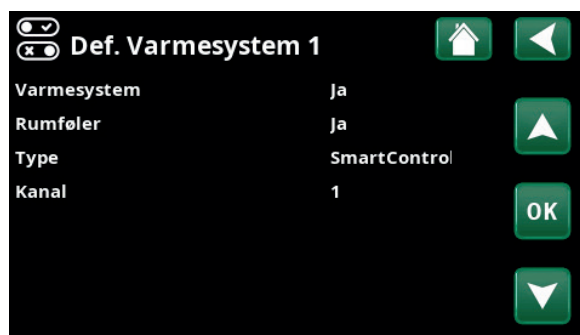 Def. Varmesystem 1
Varmesystem Ja
Rumføler Ja
Type SmartControl
Kanal 1
OK